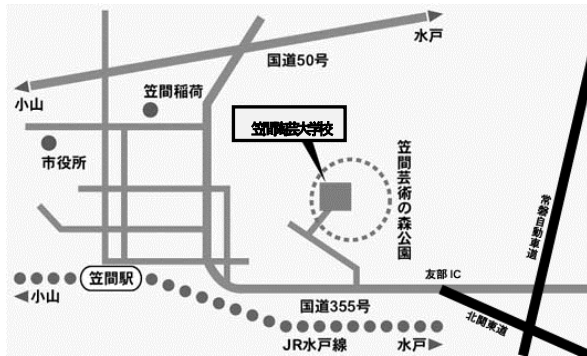 水戸
国道50号
小山
笠間稲荷
笠間陶芸大学校
市役所
笠間芸術の森公園
常磐自動車道
友部IC
笠間駅
小山
国道355号
北関東道
JR水戸線
水戸